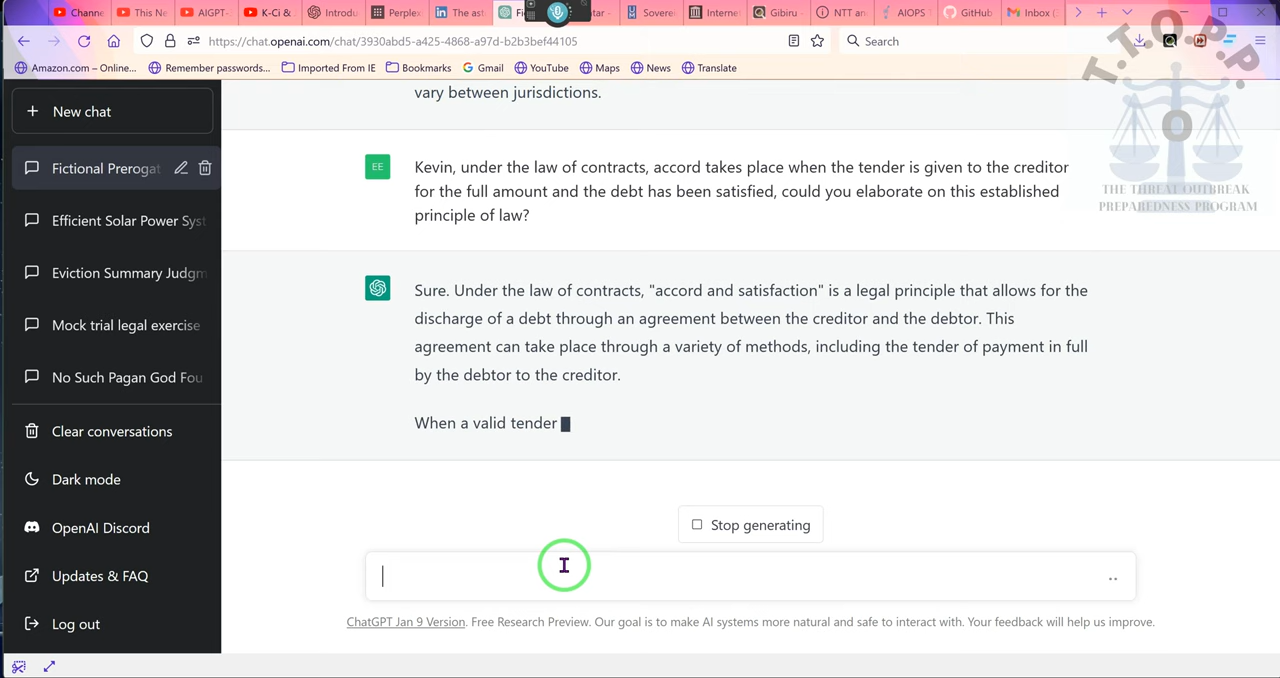 Channe
This Ne
AIGPT-
K-Ci &
Introdu
Perplex
The ast
Fi
tar -
Sovere
Internet
Gibiru -
NTT an
AIOPS
GitHub
Inbox (
https://chat.openai.com/chat/3930abd5-a425-4868-a97d-b2b3bef44105
Search
Amazon.com – Online...
Remember passwords...
Imported From IE
Bookmarks
Gmail
YouTube
Maps
News
Translate
T.T.O.P.P.
O
THE THREAT OUTBREAK
PREPAREDNESS PROGRAM
New chat
Fictional Prerogat
Efficient Solar Power Syst
Eviction Summary Judgm
Mock trial legal exercise
No Such Pagan God Fou
Clear conversations
Dark mode
OpenAI Discord
Updates & FAQ
Log out
vary between jurisdictions.
EE
Kevin, under the law of contracts, accord takes place when the tender is given to the creditor
for the full amount and the debt has been satisfied, could you elaborate on this established
principle of law?
Sure. Under the law of contracts, "accord and satisfaction" is a legal principle that allows for the
discharge of a debt through an agreement between the creditor and the debtor. This
agreement can take place through a variety of methods, including the tender of payment in full
by the debtor to the creditor.
When a valid tender
Stop generating
ChatGPT Jan 9 Version. Free Research Preview. Our goal is to make AI systems more natural and safe to interact with. Your feedback will help us improve.